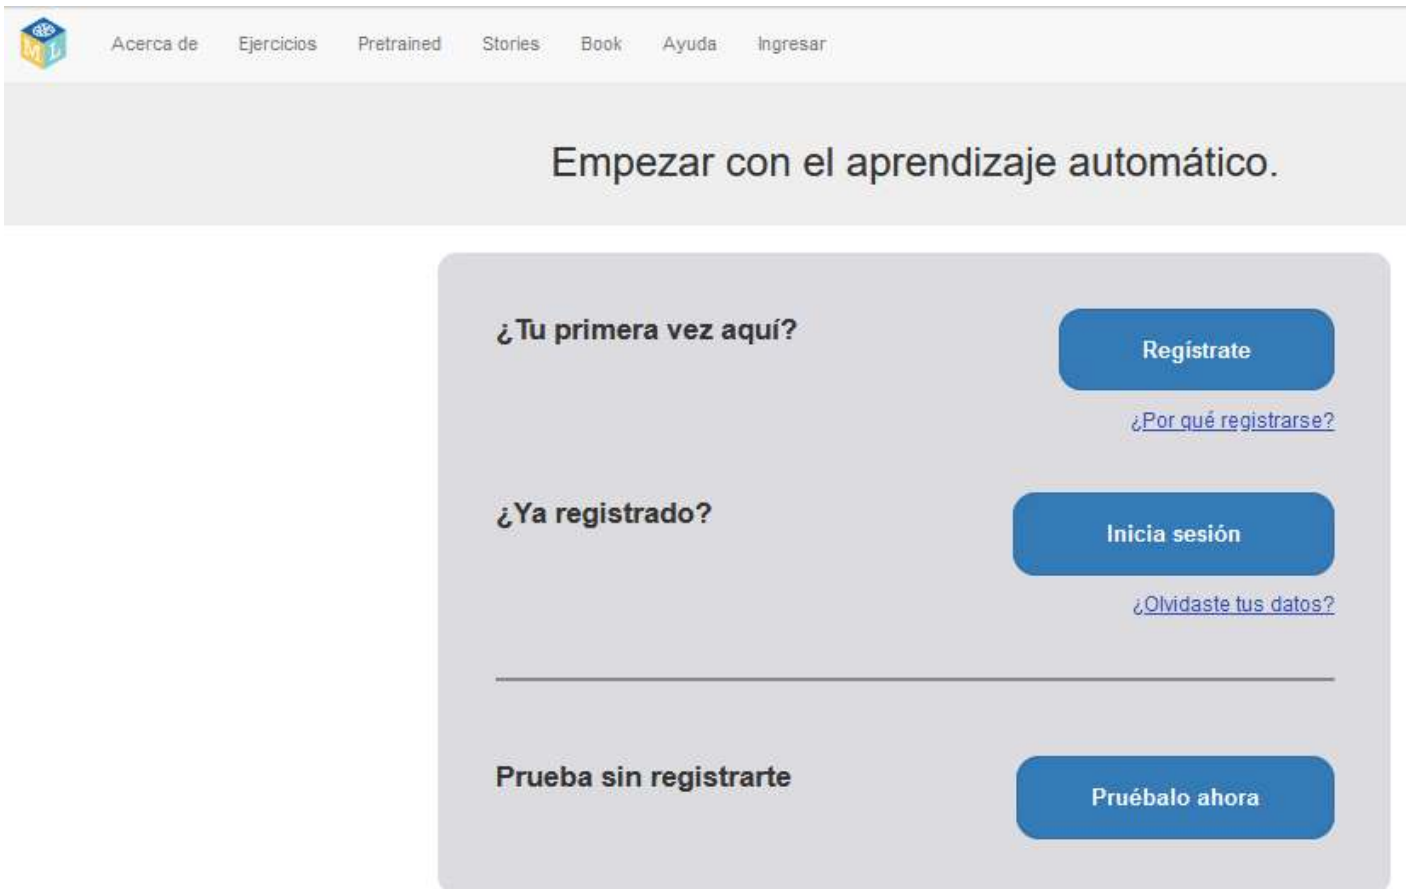 ML
Acerca de Ejercicios Pretrained Stories Book Ayuda Ingresar
Empezar con el aprendizaje automático.
¿Tu primera vez aquí?
Regístrate
¿Por qué registrarse?
¿Ya registrado?
Inicia sesión
¿Olvidaste tus datos?
Prueba sin registrarte
Pruébalo ahora